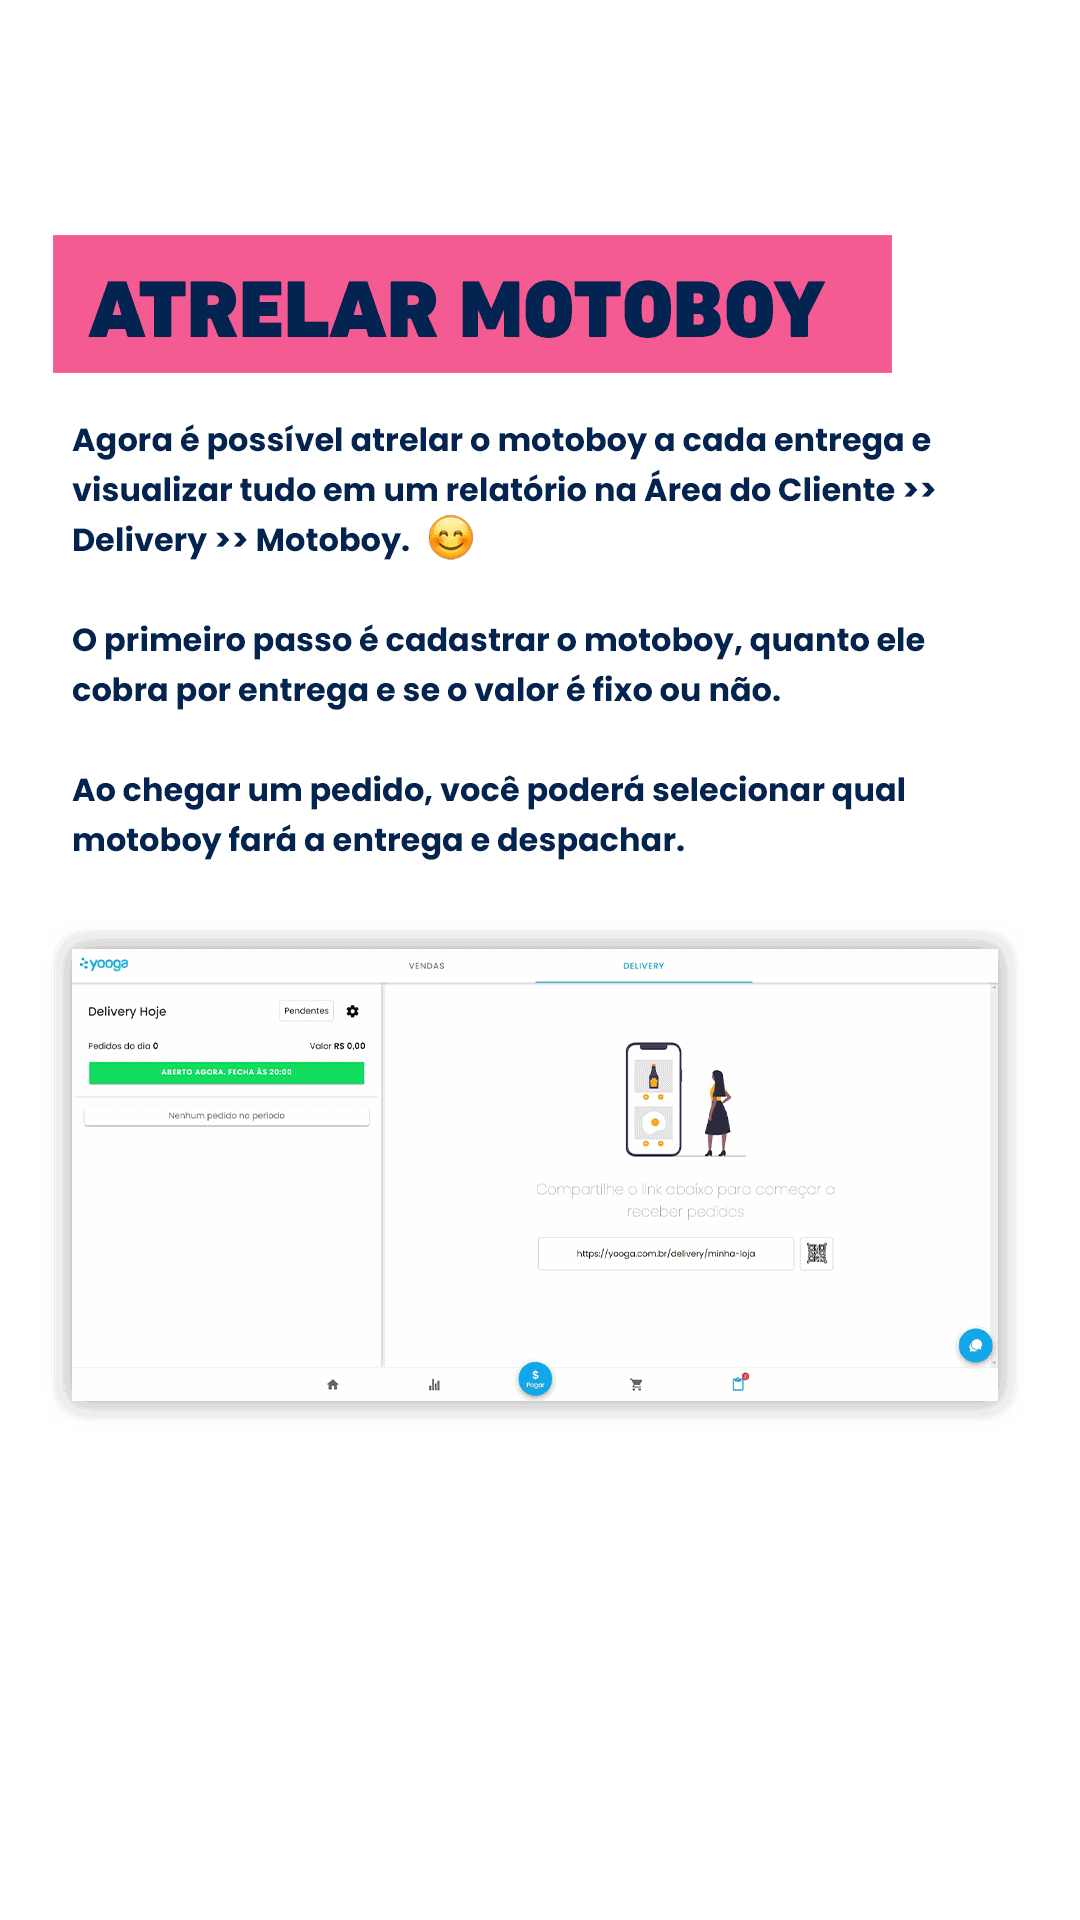 ATRELAR MOTOBOY
Agora é possível atrelar o motoboy a cada entrega e
visualizar tudo em um relatório na Área do Cliente >>
Delivery >> Motoboy. 😊
O primeiro passo é cadastrar o motoboy, quanto ele
cobra por entrega e se o valor é fixo ou não.
Ao chegar um pedido, você poderá selecionar qual
motoboy fará a entrega e despachar.
yooga
VENDAS
DELIVERY
Delivery Hoje
Pendentes
Pedidos do dia 0
Valor R$ 0,00
ABERTO AGORA. FECHA ÀS 20:00
Nenhum pedido no período
Compartilhe o link abaixo para começar a
receber pedidos
https://yooga.com.br/delivery/minha-loja
$
Pagar